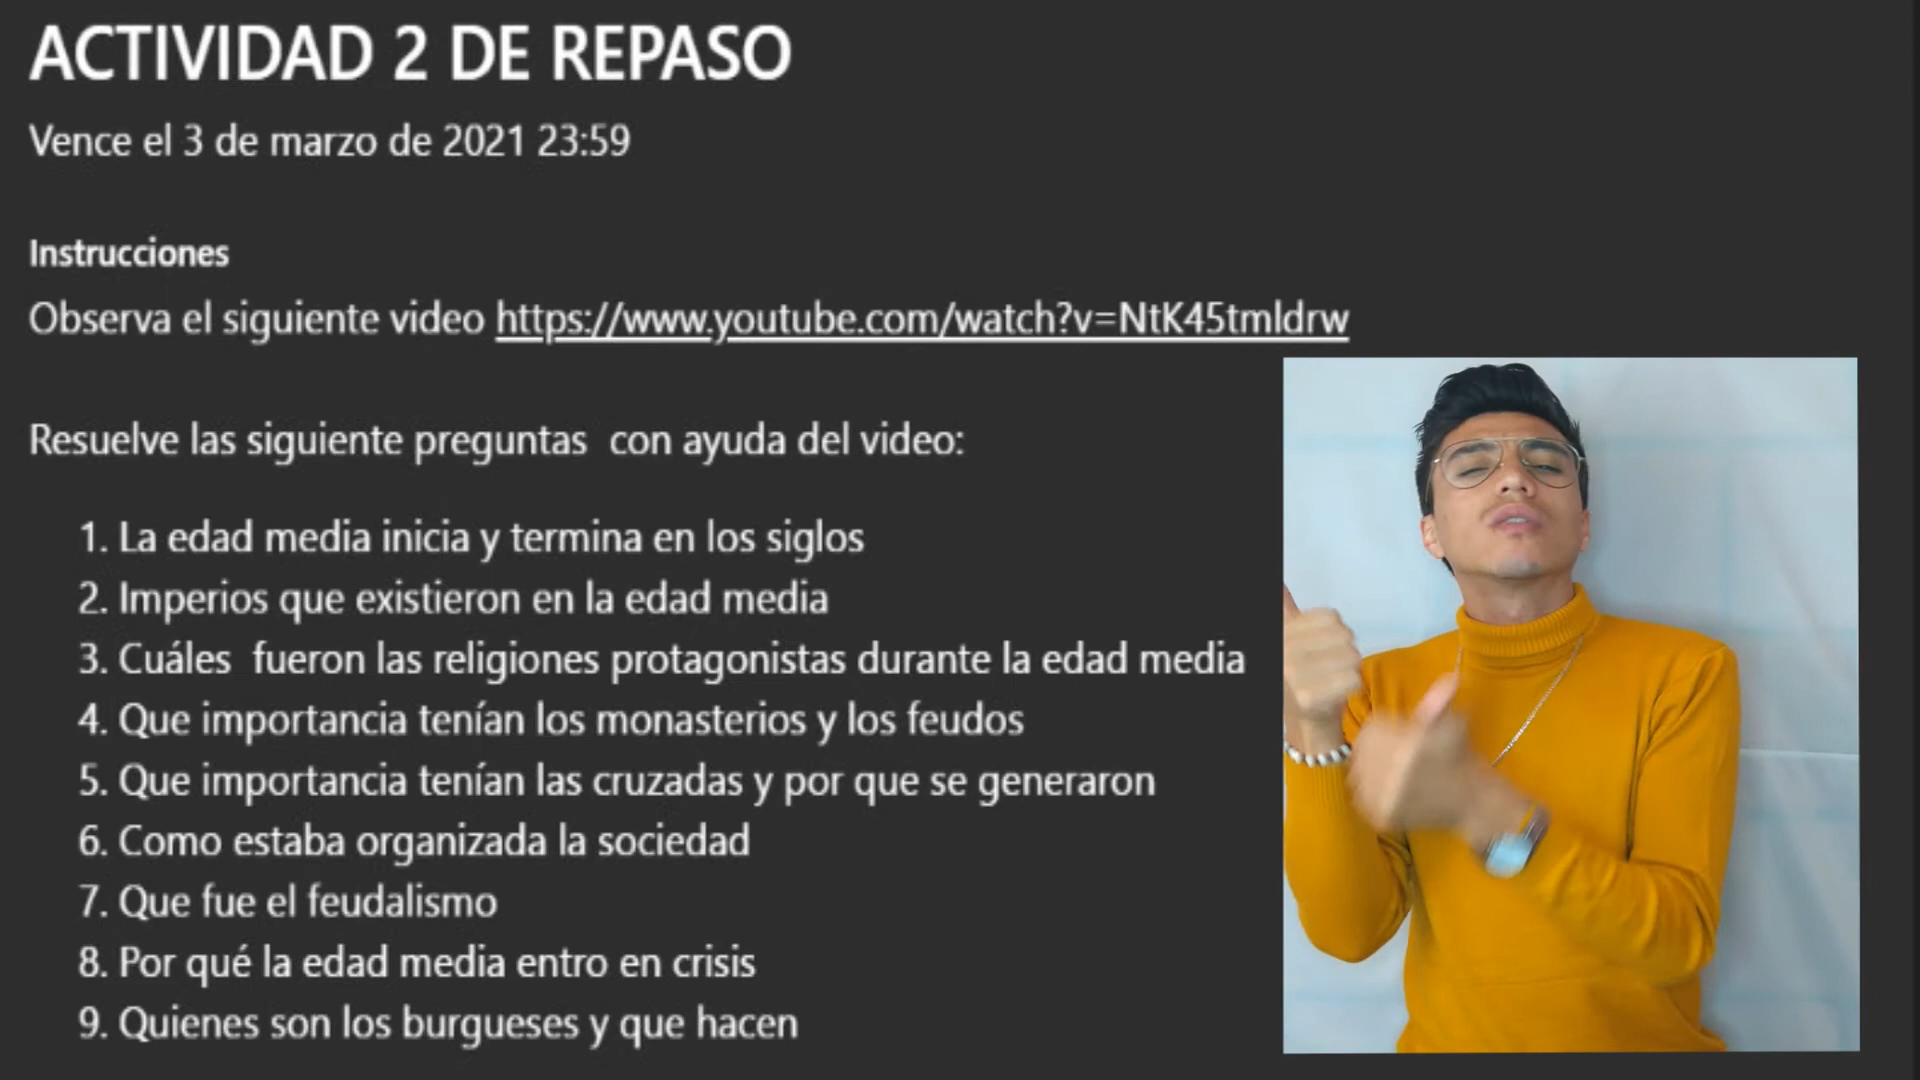 ACTIVIDAD 2 DE REPASO
Vence el 3 de marzo de 2021 23:59
Instrucciones
Observa el siguiente video https://www.youtube.com/watch?v=NtK45tmldrw
Resuelve las siguiente preguntas  con ayuda del video:
1. La edad media inicia y termina en los siglos
2. Imperios que existieron en la edad media
3. Cuáles  fueron las religiones protagonistas durante la edad media
4. Que importancia tenían los monasterios y los feudos
5. Que importancia tenían las cruzadas y por que se generaron
6. Como estaba organizada la sociedad
7. Que fue el feudalismo
8. Por qué la edad media entro en crisis
9. Quienes son los burgueses y que hacen